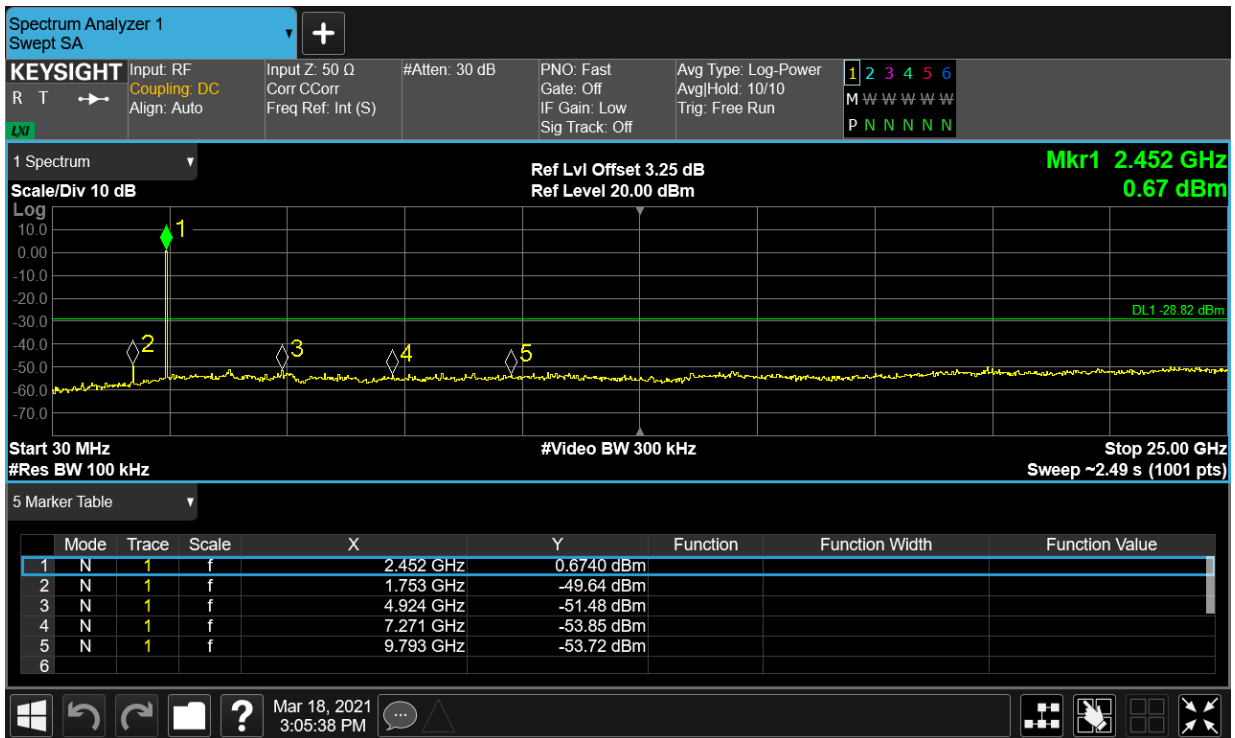 Spectrum Analyzer 1
Swept SA
+
KEYSIGHT
R T
LXI
Input: RF
Coupling: DC
Align: Auto
Input Z: 50 Ω
Corr CCorr
Freq Ref: Int (S)
#Atten: 30 dB
PNO: Fast
Gate: Off
IF Gain: Low
Sig Track: Off
Avg Type: Log-Power
Avg|Hold: 10/10
Trig: Free Run
1 2 3 4 5 6
M W W W W W
P N N N N N
1 Spectrum
Scale/Div 10 dB
Ref Lvl Offset 3.25 dB
Ref Level 20.00 dBm
Mkr1 2.452 GHz
0.67 dBm
Log
10.0
0.00
-10.0
-20.0
-30.0
-40.0
-50.0
-60.0
-70.0
1
2
3
4
5
DL1 -28.82 dBm
Start 30 MHz
#Res BW 100 kHz
#Video BW 300 kHz
Stop 25.00 GHz
Sweep ~2.49 s (1001 pts)
5 Marker Table
Mode Trace Scale X Y Function Function Width Function Value
1 N 1 f 2.452 GHz 0.6740 dBm
2 N 1 f 1.753 GHz -49.64 dBm
3 N 1 f 4.924 GHz -51.48 dBm
4 N 1 f 7.271 GHz -53.85 dBm
5 N 1 f 9.793 GHz -53.72 dBm
6
?
Mar 18, 2021
3:05:38 PM